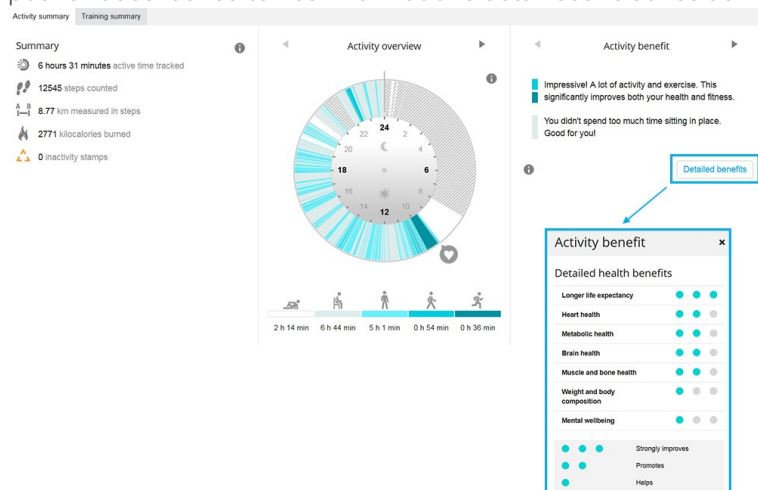 Activity summary
Training summary
Summary
6 hours 31 minutes active time tracked
12545 steps counted
A B
8.77 km measured in steps
2771 kilocalories burned
0 inactivity stamps
Activity overview
24
22
2
20
4
18
6
16
8
14
10
12
2 h 14 min
6 h 44 min
5 h 1 min
0 h 54 min
0 h 36 min
Activity benefit
Impressive! A lot of activity and exercise. This
significantly improves both your health and fitness.
You didn't spend too much time sitting in place.
Good for you!
Detailed benefits
Activity benefit
×
Detailed health benefits
Longer life expectancy
Heart health
Metabolic health
Brain health
Muscle and bone health
Weight and body
composition
Mental wellbeing
Strongly improves
Promotes
Helps